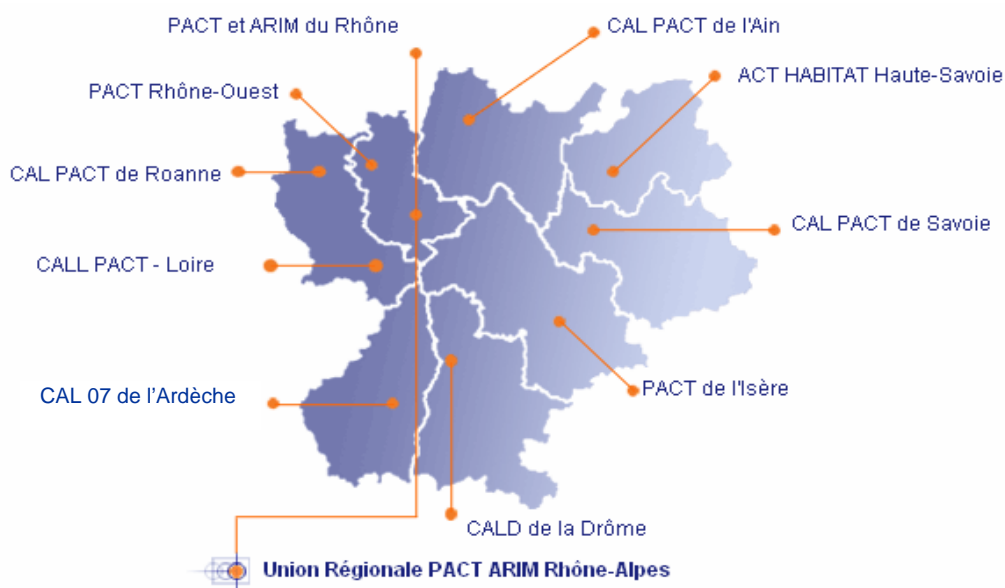 PACT et ARIM du Rhône
CAL PACT de l'Ain
ACT HABITAT Haute-Savoie
PACT Rhône-Ouest
CAL PACT de Roanne
CAL PACT de Savoie
CALL PACT - Loire
PACT de l'Isère
CAL 07 de l’Ardèche
CALD de la Drôme
Union Régionale PACT ARIM Rhône-Alpes